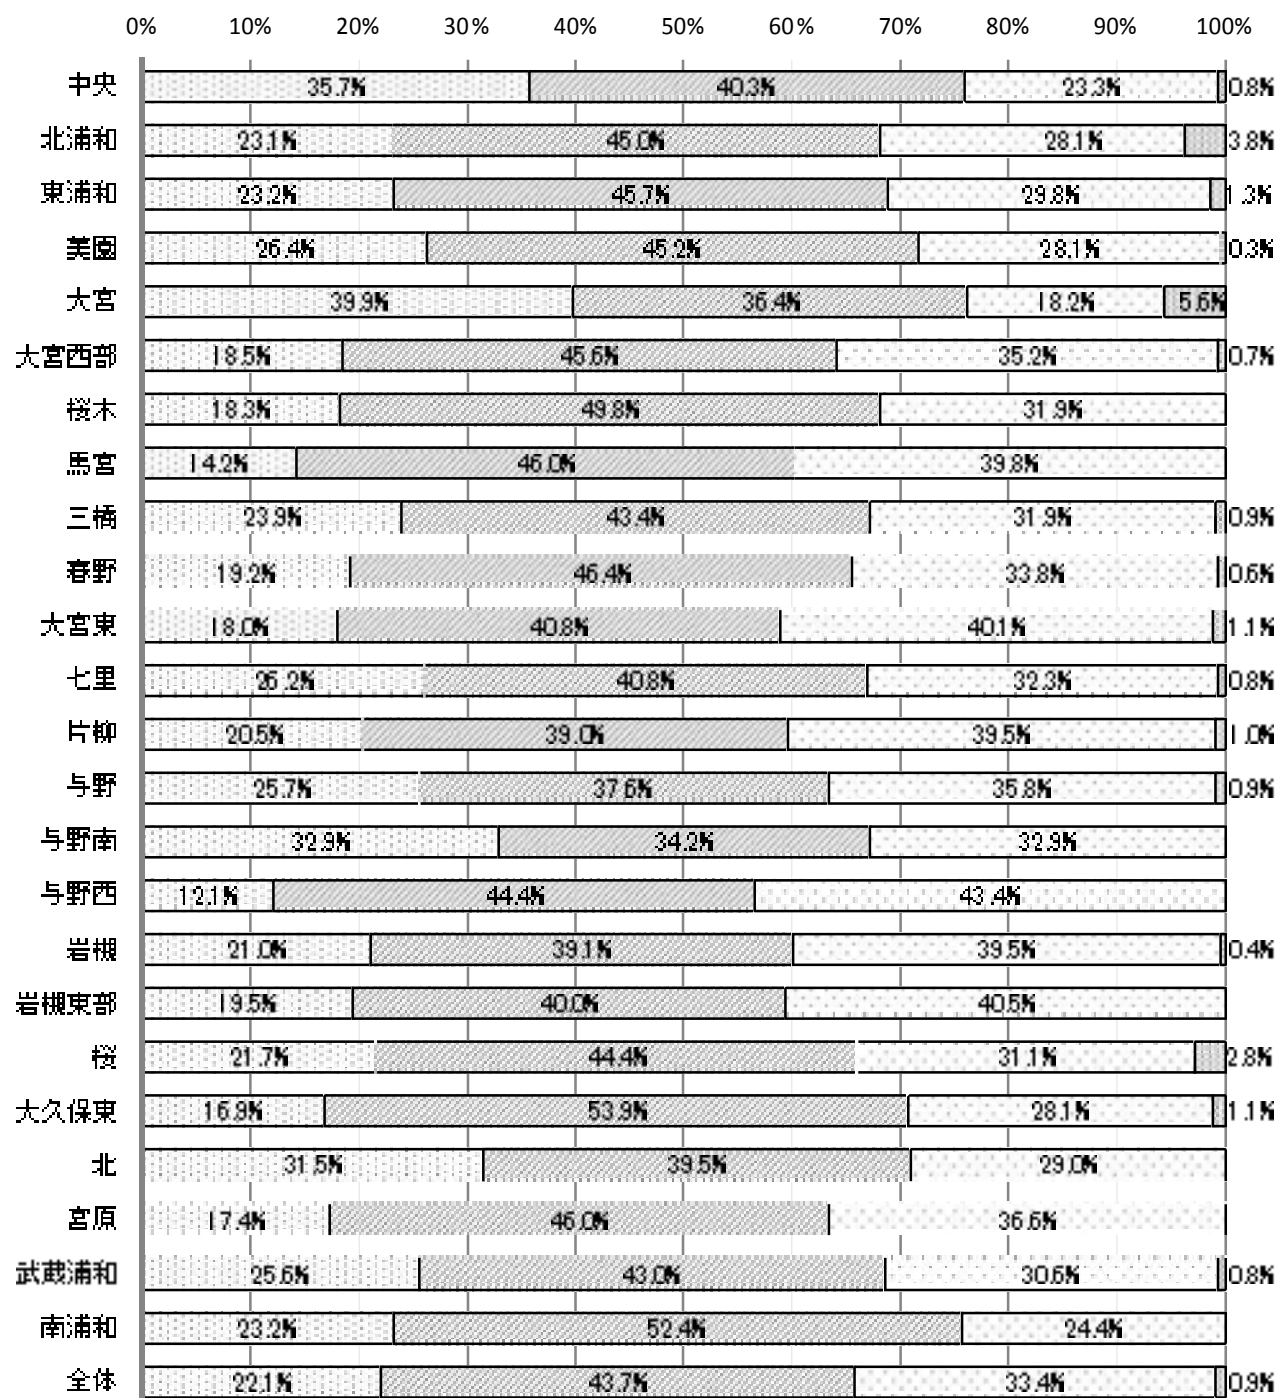 0% 10% 20% 30% 40% 50% 60% 70% 80% 90% 100%
中央 35.7% 40.3% 23.3% 0.8%
北浦和 23.1% 45.0% 28.1% 3.8%
東浦和 23.2% 45.7% 29.8% 1.3%
美園 26.4% 45.2% 28.1% 0.3%
大宮 39.9% 36.4% 18.2% 5.6%
大宮西部 18.5% 45.6% 35.2% 0.7%
桜木 18.3% 49.8% 31.9%
馬宮 14.2% 46.0% 39.8%
三橋 23.9% 43.4% 31.9% 0.9%
春野 19.2% 46.4% 33.8% 0.6%
大宮東 18.0% 40.8% 40.1% 1.1%
七里 26.2% 40.8% 32.3% 0.8%
片柳 20.5% 39.0% 39.5% 1.0%
与野 25.7% 37.6% 35.8% 0.9%
与野南 32.9% 34.2% 32.9%
与野西 12.1% 44.4% 43.4%
岩槻 21.0% 39.1% 39.5% 0.4%
岩槻東部 19.5% 40.0% 40.5%
桜 21.7% 44.4% 31.1% 2.8%
大久保東 16.9% 53.9% 28.1% 1.1%
北 31.5% 39.5% 29.0%
宮原 17.4% 46.0% 36.6%
武蔵浦和 25.6% 43.0% 30.6% 0.8%
南浦和 23.2% 52.4% 24.4%
全体 22.1% 43.7% 33.4% 0.9%